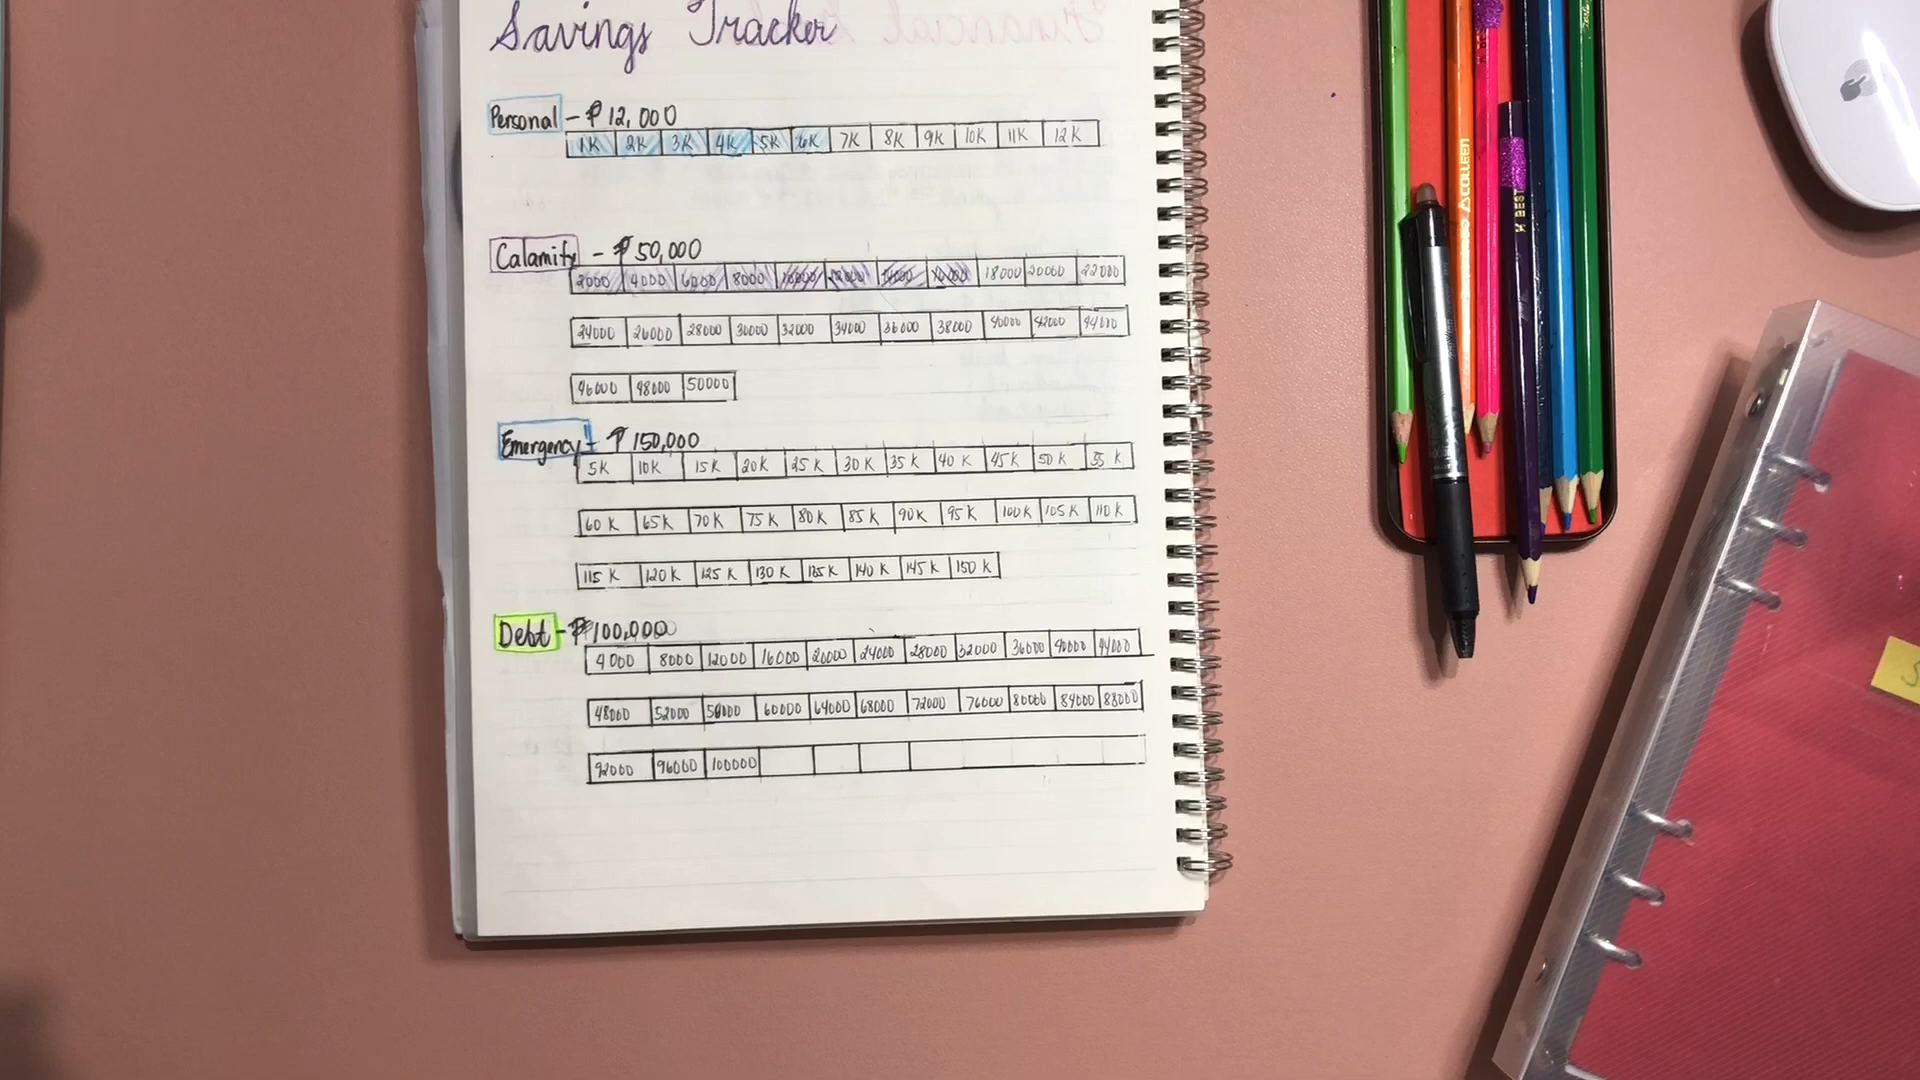 Savings Tracker
Personal - ₱ 12,000
1K 2K 3K 4K 5K 6K 7K 8K 9K 10K 11K 12K
Calamity - ₱ 50,000
2000 4000 6000 8000 10000 12000 14000 16000 18000 20000 22000
24000 26000 28000 30000 32000 34000 36000 38000 40000 42000 44000
46000 48000 50000
Emergency - ₱ 150,000
5K 10K 15K 20K 25K 30K 35K 40K 45K 50K 55K
60K 65K 70K 75K 80K 85K 90K 95K 100K 105K 110K
115K 120K 125K 130K 135K 140K 145K 150K
Debt - ₱ 100,000
4000 8000 12000 16000 20000 24000 28000 32000 36000 40000 44000
48000 52000 56000 60000 64000 68000 72000 76000 80000 84000 88000
92000 96000 100000
COLLEEN
BEST